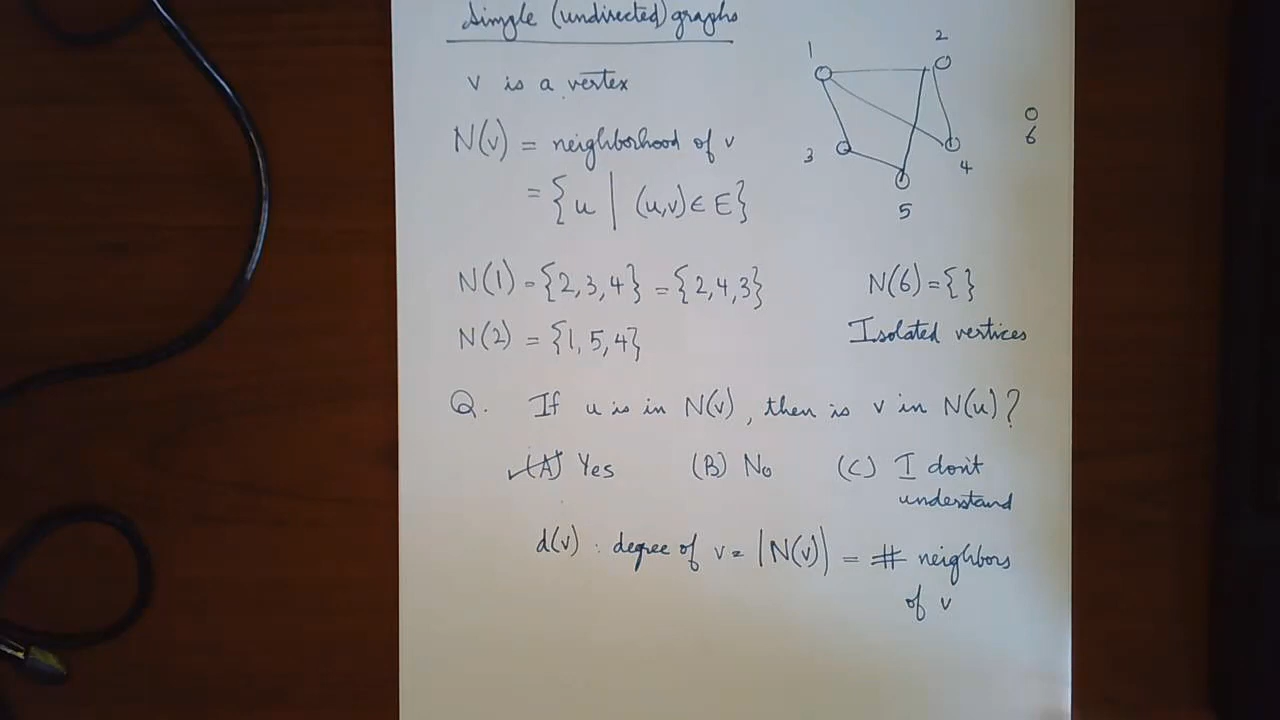 Simple (undirected) graphs
v is a vertex
N(v) = neighborhood of v
= {u | (u,v) ∈ E}
1 2
3 4 5
6
N(1) = {2,3,4} = {2,4,3} N(6) = { }
N(2) = {1, 5, 4} Isolated vertices
Q. If u is in N(v), then is v in N(u)?
✓(A) Yes (B) No (C) I don't
understand
d(v) : degree of v = |N(v)| = # neighbors
of v